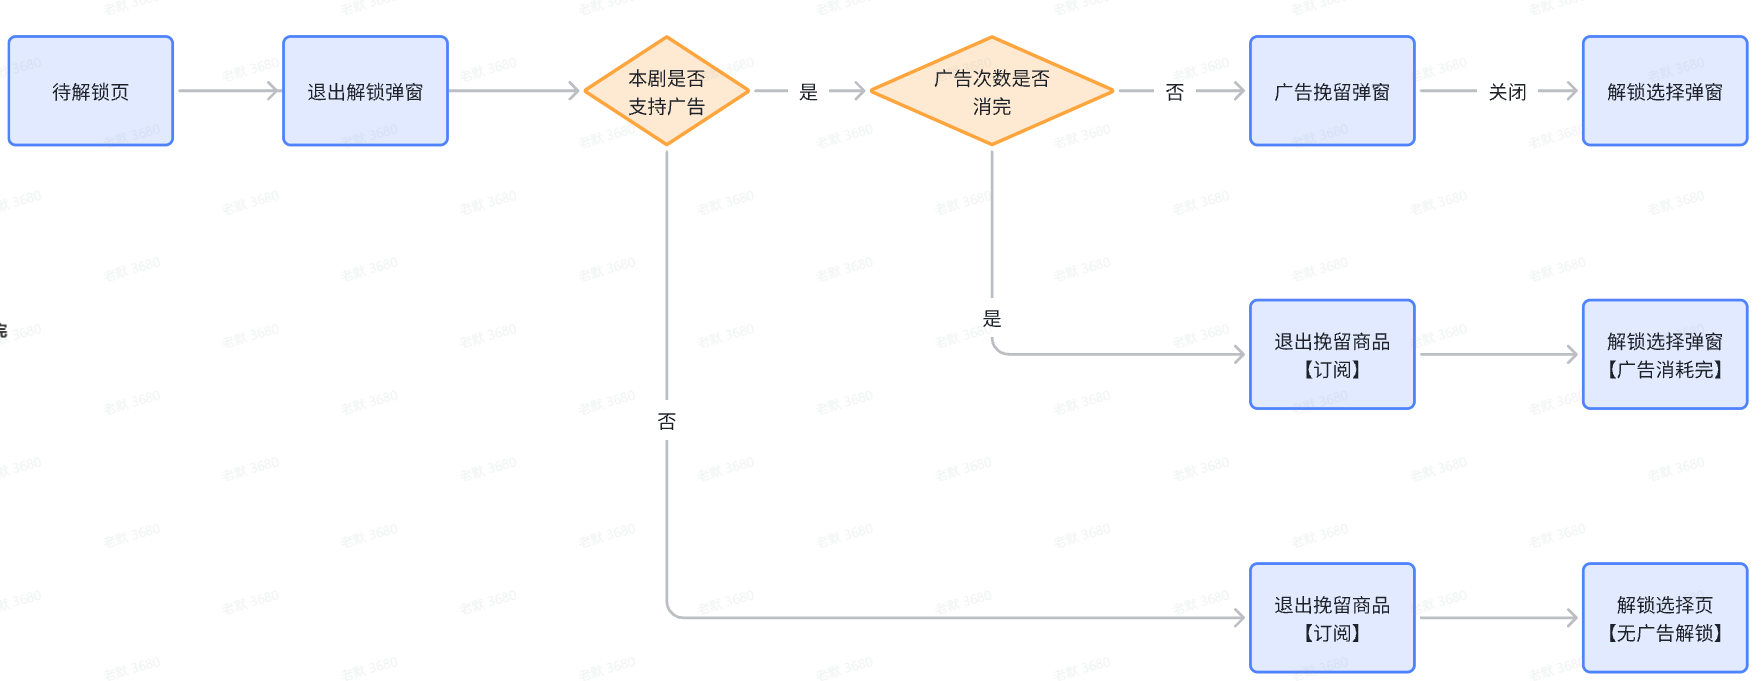 待解锁页
退出解锁弹窗
本剧是否
支持广告
是
广告次数是否
消完
否
广告挽留弹窗
关闭
解锁选择弹窗
是
退出挽留商品
【订阅】
解锁选择弹窗
【广告消耗完】
完
否
退出挽留商品
【订阅】
解锁选择页
【无广告解锁】
老默 3680